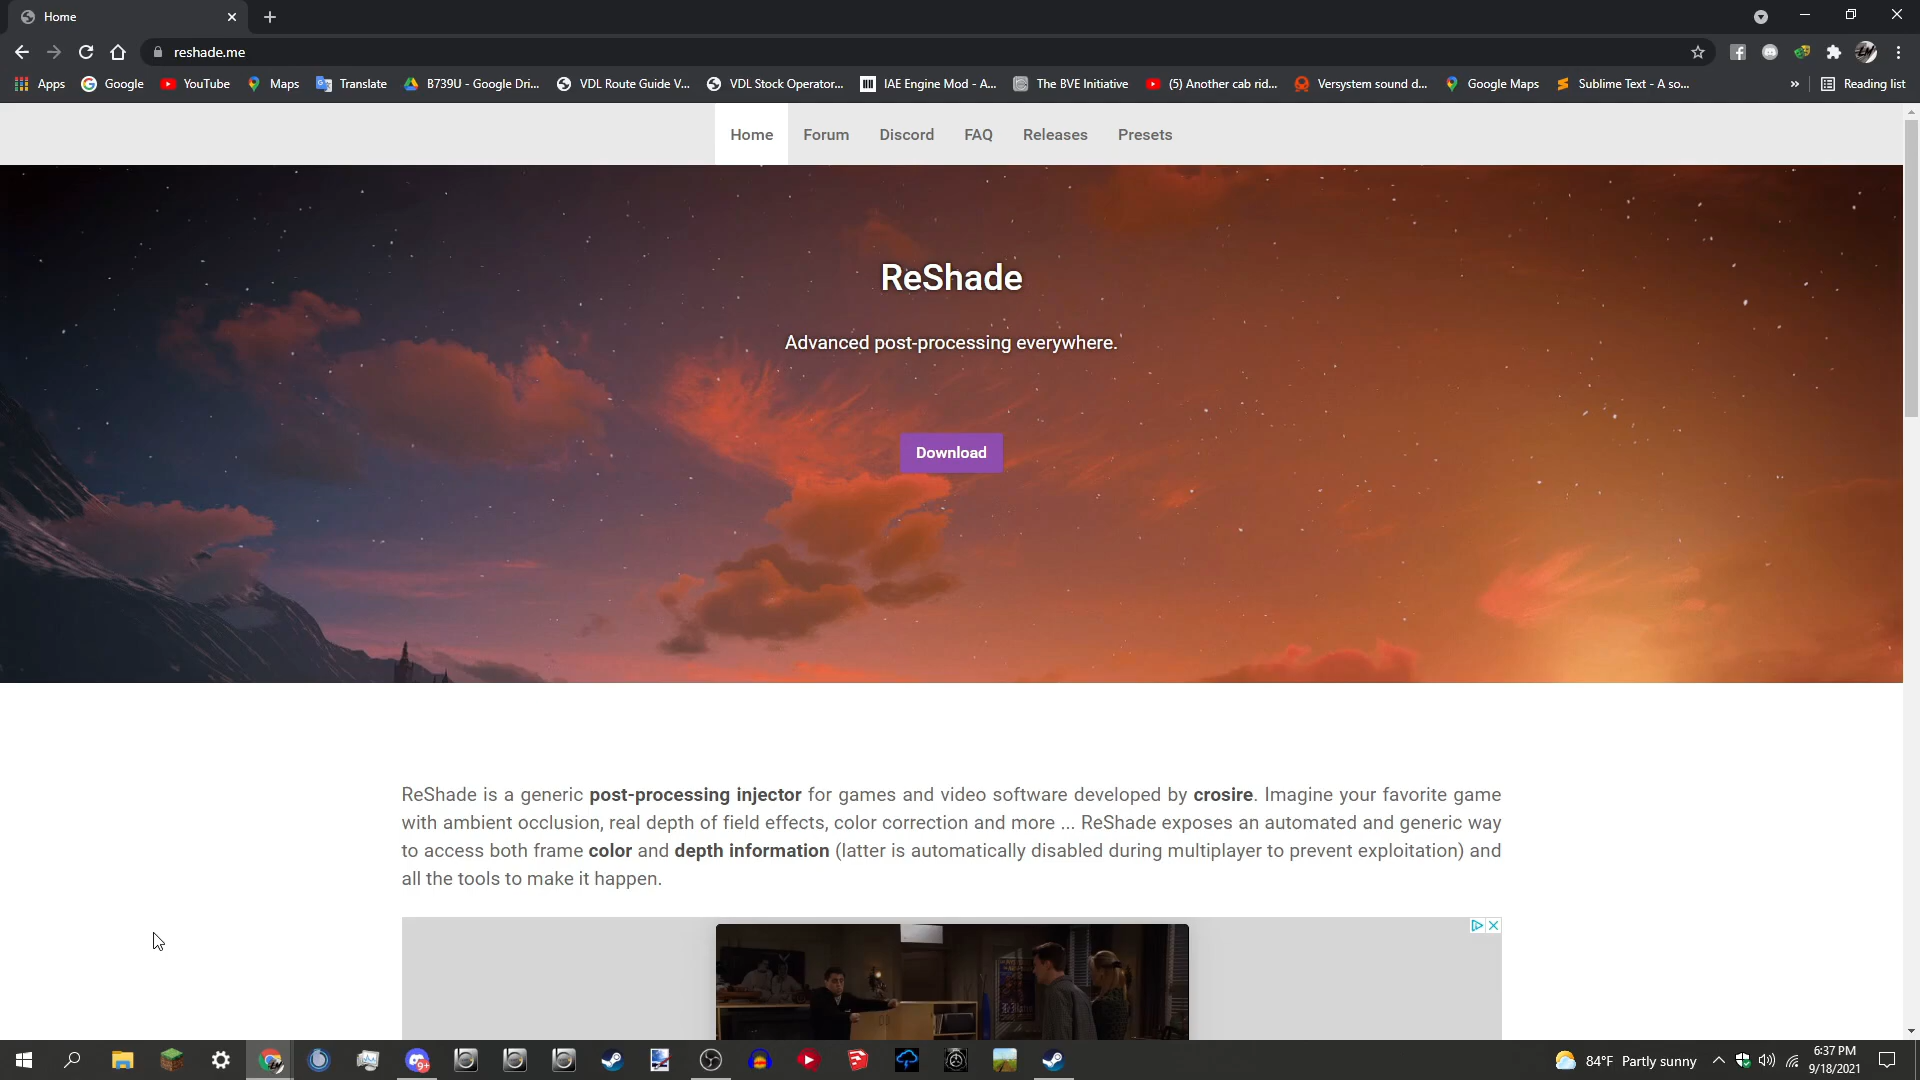 Home
reshade.me
Apps
Google
YouTube
Maps
Translate
B739U - Google Dri...
VDL Route Guide V...
VDL Stock Operator...
IAE Engine Mod - A...
The BVE Initiative
(5) Another cab rid...
Versystem sound d...
Google Maps
Sublime Text - A so...
»
Reading list
Home
Forum
Discord
FAQ
Releases
Presets
ReShade
Advanced post-processing everywhere.
Download
ReShade is a generic post-processing injector for games and video software developed by crosire. Imagine your favorite game
with ambient occlusion, real depth of field effects, color correction and more ... ReShade exposes an automated and generic way
to access both frame color and depth information (latter is automatically disabled during multiplayer to prevent exploitation) and
all the tools to make it happen.
9+
84°F Partly sunny
6:37 PM
9/18/2021